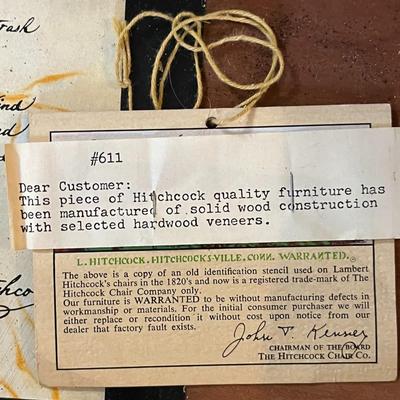 trash
#611
Dear Customer:
This piece of Hitchcock quality furniture has
been manufactured of solid wood construction
with selected hardwood veneers.
L. HITCHCOCK. HITCHCOCKS-VILLE. CONN. WARRANTED.
The above is a copy of an old identification stencil used on Lambert
Hitchcock's chairs in the 1820's and now is a registered trade-mark of The
Hitchcock Chair Company only.
Our furniture is WARRANTED to be without manufacturing defects in
workmanship or materials. For the initial consumer purchaser we will
either replace or recondition it without cost upon notice from our
dealer that factory fault exists.
John T. Kenney
CHAIRMAN OF THE BOARD
THE HITCHCOCK CHAIR CO.